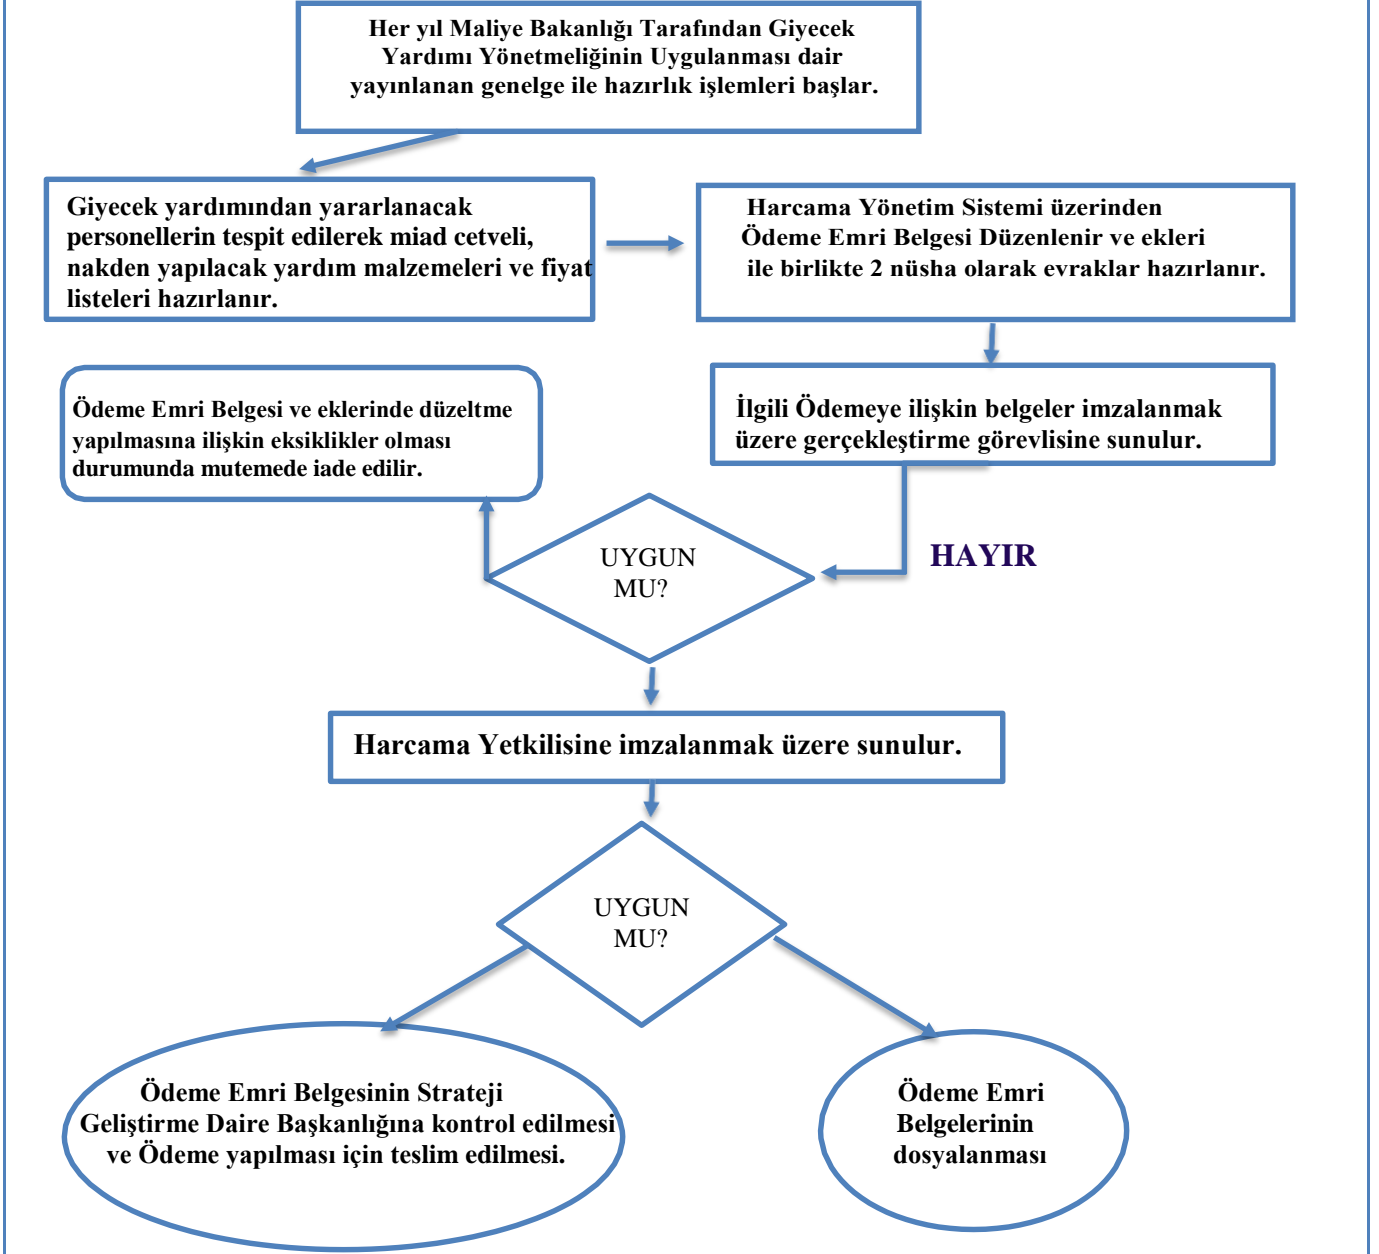 Her yıl Maliye Bakanlığı Tarafından Giyecek
Yardımı Yönetmeliğinin Uygulanması dair
yayınlanan genelge ile hazırlık işlemleri başlar.
Giyecek yardımından yararlanacak
personellerin tespit edilerek miad cetveli,
nakden yapılacak yardım malzemeleri ve fiyat
listeleri hazırlanır.
Harcama Yönetim Sistemi üzerinden
Ödeme Emri Belgesi Düzenlenir ve ekleri
ile birlikte 2 nüsha olarak evraklar hazırlanır.
İlgili Ödemeye ilişkin belgeler imzalanmak
üzere gerçekleştirme görevlisine sunulur.
Ödeme Emri Belgesi ve eklerinde düzeltme
yapılmasına ilişkin eksiklikler olması
durumunda mutemede iade edilir.
UYGUN
MU?
HAYIR
Harcama Yetkilisine imzalanmak üzere sunulur.
UYGUN
MU?
Ödeme Emri Belgesinin Strateji
Geliştirme Daire Başkanlığına kontrol edilmesi
ve Ödeme yapılması için teslim edilmesi.
Ödeme Emri
Belgelerinin
dosyalanması